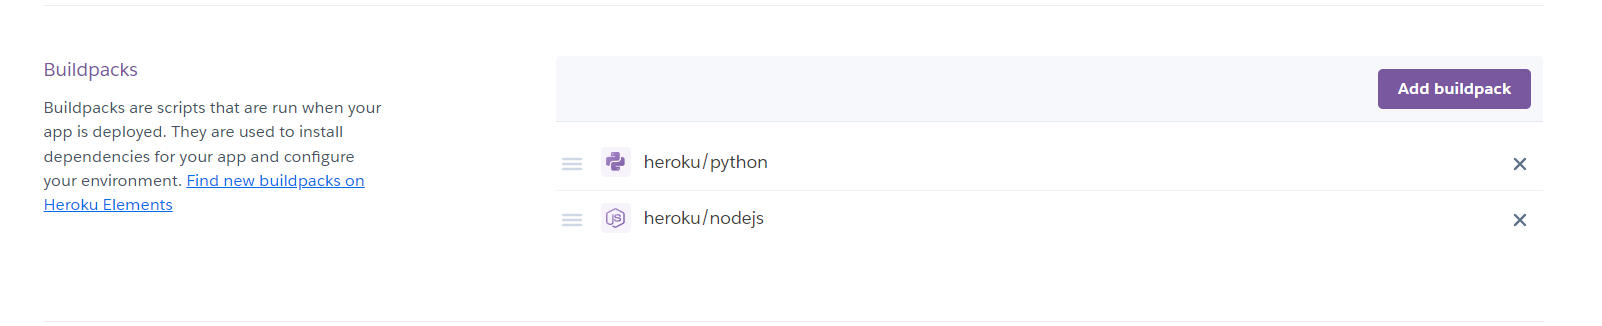 Buildpacks
Buildpacks are scripts that are run when your
app is deployed. They are used to install
dependencies for your app and configure
your environment. Find new buildpacks on
Heroku Elements
Add buildpack
heroku/python
heroku/nodejs